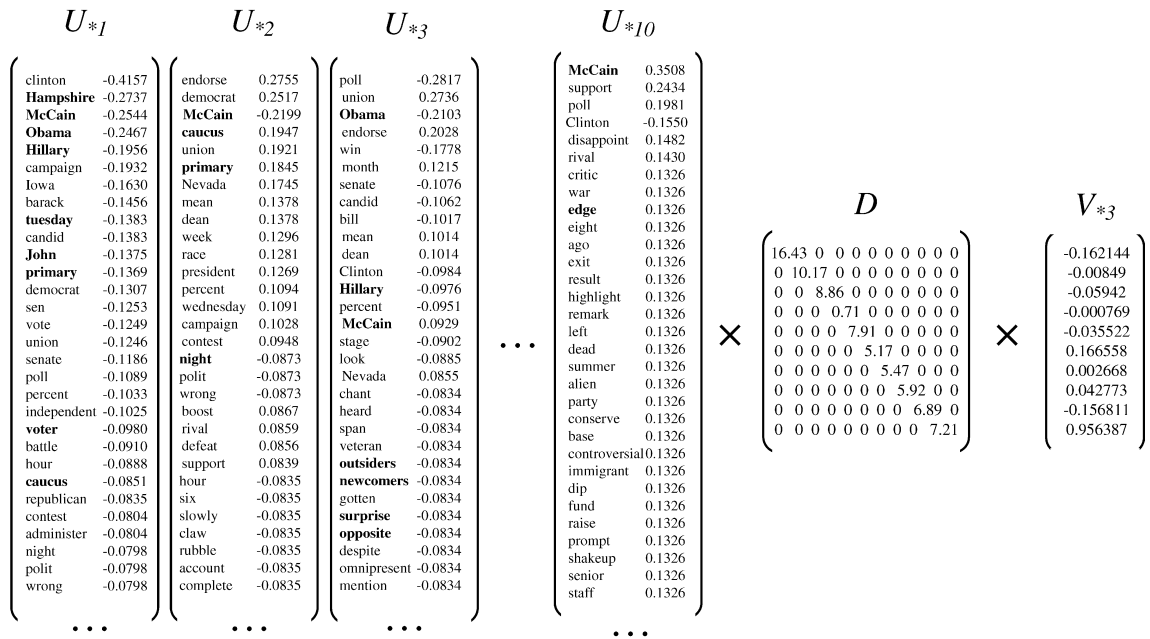 U*1 U*2 U*3 U*10
clinton -0.4157
Hampshire -0.2737
McCain -0.2544
Obama -0.2467
Hillary -0.1956
campaign -0.1932
Iowa -0.1630
barack -0.1456
tuesday -0.1383
candid -0.1383
John -0.1375
primary -0.1369
democrat -0.1307
sen -0.1253
vote -0.1249
union -0.1246
senate -0.1186
poll -0.1089
percent -0.1033
independent -0.1025
voter -0.0980
battle -0.0910
hour -0.0888
caucus -0.0851
republican -0.0835
contest -0.0804
administer -0.0804
night -0.0798
polit -0.0798
wrong -0.0798
...
endorse 0.2755
democrat 0.2517
McCain -0.2199
caucus 0.1947
union 0.1921
primary 0.1845
Nevada 0.1745
mean 0.1378
dean 0.1378
week 0.1296
race 0.1281
president 0.1269
percent 0.1094
wednesday 0.1091
campaign 0.1028
contest 0.0948
night -0.0873
polit -0.0873
wrong -0.0873
boost 0.0867
rival 0.0859
defeat 0.0856
support 0.0839
hour -0.0835
six -0.0835
slowly -0.0835
claw -0.0835
rubble -0.0835
account -0.0835
complete -0.0835
...
poll -0.2817
union 0.2736
Obama -0.2103
endorse 0.2028
win -0.1778
month 0.1215
senate -0.1076
candid -0.1062
bill -0.1017
mean 0.1014
dean 0.1014
Clinton -0.0984
Hillary -0.0976
percent -0.0951
McCain 0.0929
stage -0.0902
look -0.0885
Nevada 0.0855
chant -0.0834
heard -0.0834
span -0.0834
veteran -0.0834
outsiders -0.0834
newcomers -0.0834
gotten -0.0834
surprise -0.0834
opposite -0.0834
despite -0.0834
omnipresent -0.0834
mention -0.0834
...
...
McCain 0.3508
support 0.2434
poll 0.1981
Clinton -0.1550
disappoint 0.1482
rival 0.1430
critic 0.1326
war 0.1326
edge 0.1326
eight 0.1326
ago 0.1326
exit 0.1326
result 0.1326
highlight 0.1326
remark 0.1326
left 0.1326
dead 0.1326
summer 0.1326
alien 0.1326
party 0.1326
conserve 0.1326
base 0.1326
controversial 0.1326
immigrant 0.1326
dip 0.1326
fund 0.1326
raise 0.1326
prompt 0.1326
shakeup 0.1326
senior 0.1326
staff 0.1326
...
×
D
16.43 0 0 0 0 0 0 0 0 0
0 10.17 0 0 0 0 0 0 0 0
0 0 8.86 0 0 0 0 0 0 0
0 0 0 0.71 0 0 0 0 0 0
0 0 0 0 7.91 0 0 0 0 0
0 0 0 0 0 5.17 0 0 0 0
0 0 0 0 0 0 5.47 0 0 0
0 0 0 0 0 0 0 5.92 0 0
0 0 0 0 0 0 0 0 6.89 0
0 0 0 0 0 0 0 0 0 7.21
×
V*3
-0.162144
-0.00849
-0.05942
-0.000769
-0.035522
0.166558
0.002668
0.042773
-0.156811
0.956387